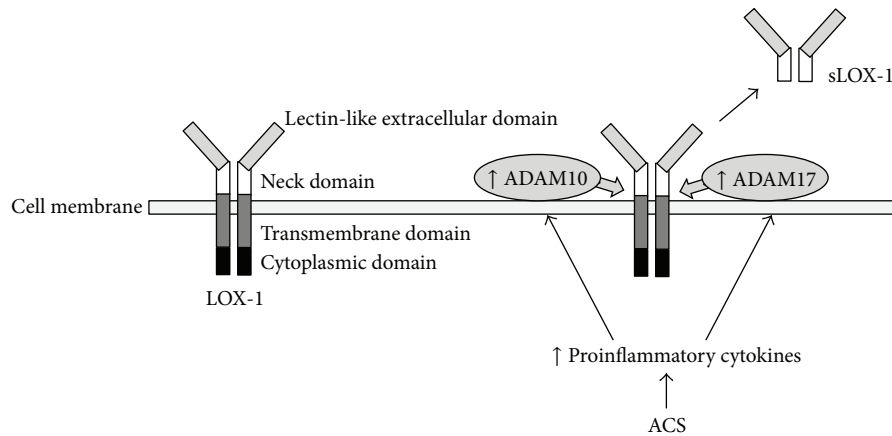 sLOX-1
Lectin-like extracellular domain
Neck domain
↑ ADAM10
↑ ADAM17
Cell membrane
Transmembrane domain
Cytoplasmic domain
LOX-1
↑ Proinflammatory cytokines
ACS